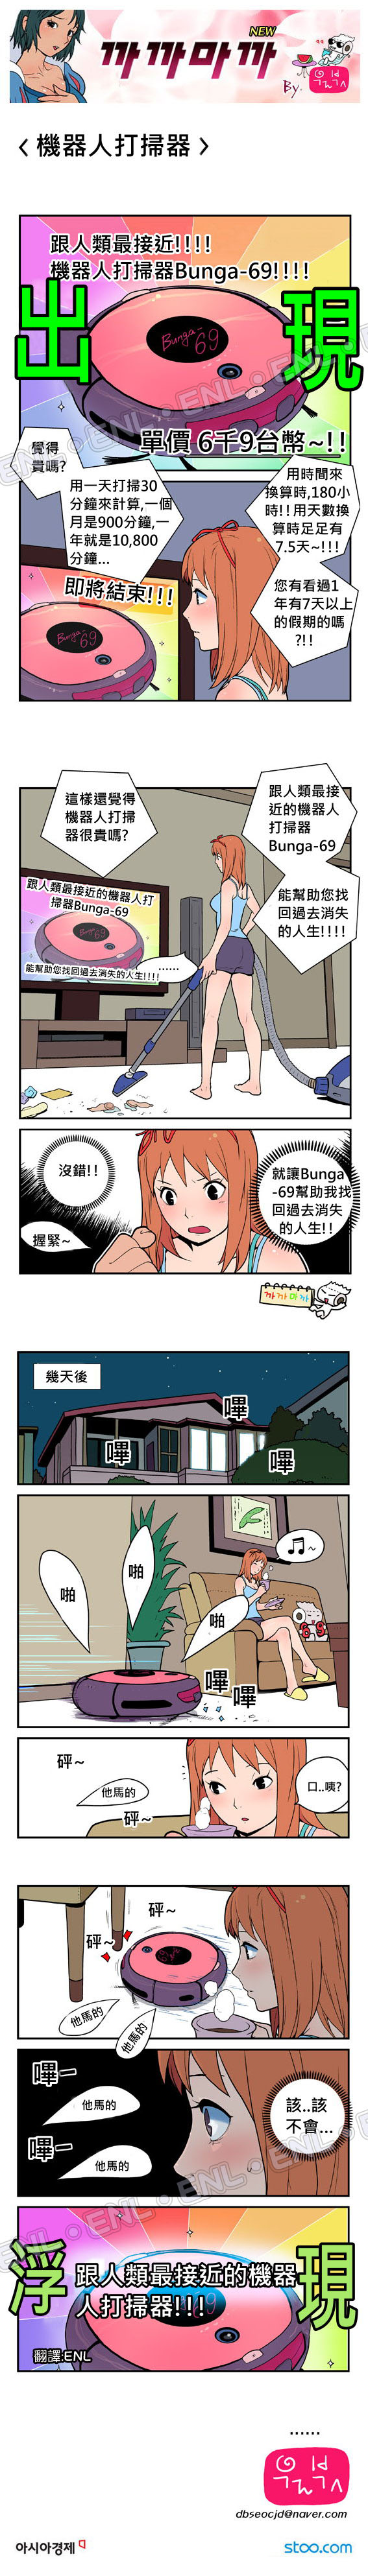 NEW
까까마까
By.
< 機器人打掃器 >
跟人類最接近!!!!
機器人打掃器Bunga-69!!!!
出現
Bunga-
69
單價 6千9台幣~!!
覺得
貴嗎?
用一天打掃30
分鐘來計算,一個
月是900分鐘,一
年就是10,800
分鐘...
用時間來
換算時,180小
時!!用天數換
算時足足有
7.5天~!!!
您有看過1
年有7天以上
的假期的嗎
?!!
即將結束!!!
Bunga
69
這樣還覺得
機器人打掃
器很貴嗎?
跟人類最接
近的機器人
打掃器
Bunga-69
能幫助您找
回過去消失
的人生!!!!
跟人類最接近的機器人打
掃器Bunga-69
能幫助您找回過去消失的人生!!!!
......
沒錯!!
握緊~
就讓Bunga
-69幫助我找
回過去消失
的人生!!
까까마까
幾天後
嗶
嗶
嗶
啪
啪
啪
嗶
嗶
砰~
他馬的
砰~
口..咦?
砰~
砰~
他馬的
他馬的
嗶一
他馬的
嗶一
他馬的
該..該
不會...
浮現
跟人類最接近的機器
人打掃器!!!
翻譯:ENL
......
dbseocjd@naver.com
아시아경제
stoo.com